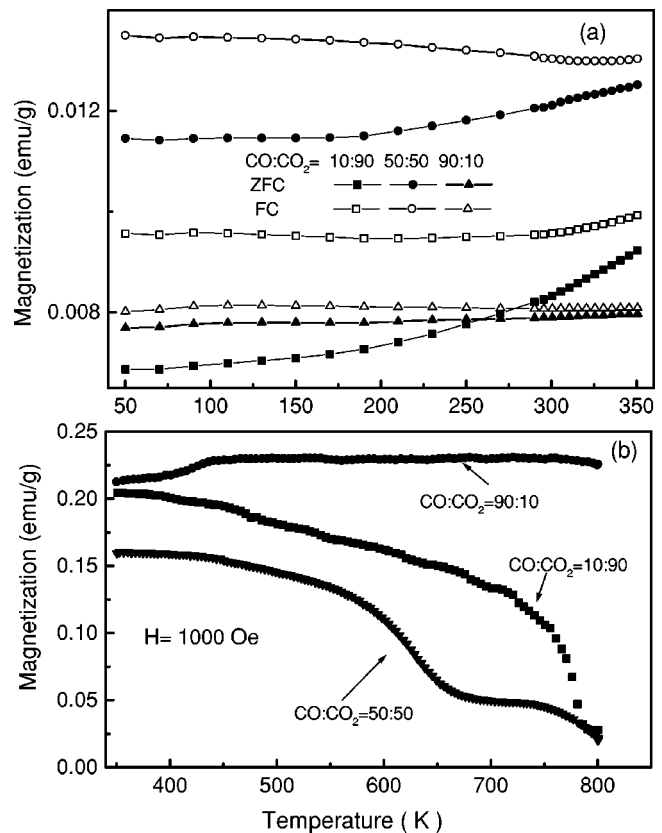 (a)
0.012
0.008
Magnetization (emu/g)
CO:CO₂= 10:90 50:50 90:10
ZFC
FC
50 100 150 200 250 300 350
(b)
0.25
0.20
0.15
0.10
0.05
0.00
Magnetization (emu/g)
CO:CO₂=90:10
CO:CO₂=10:90
H= 1000 Oe
CO:CO₂=50:50
400 500 600 700 800
Temperature ( K )